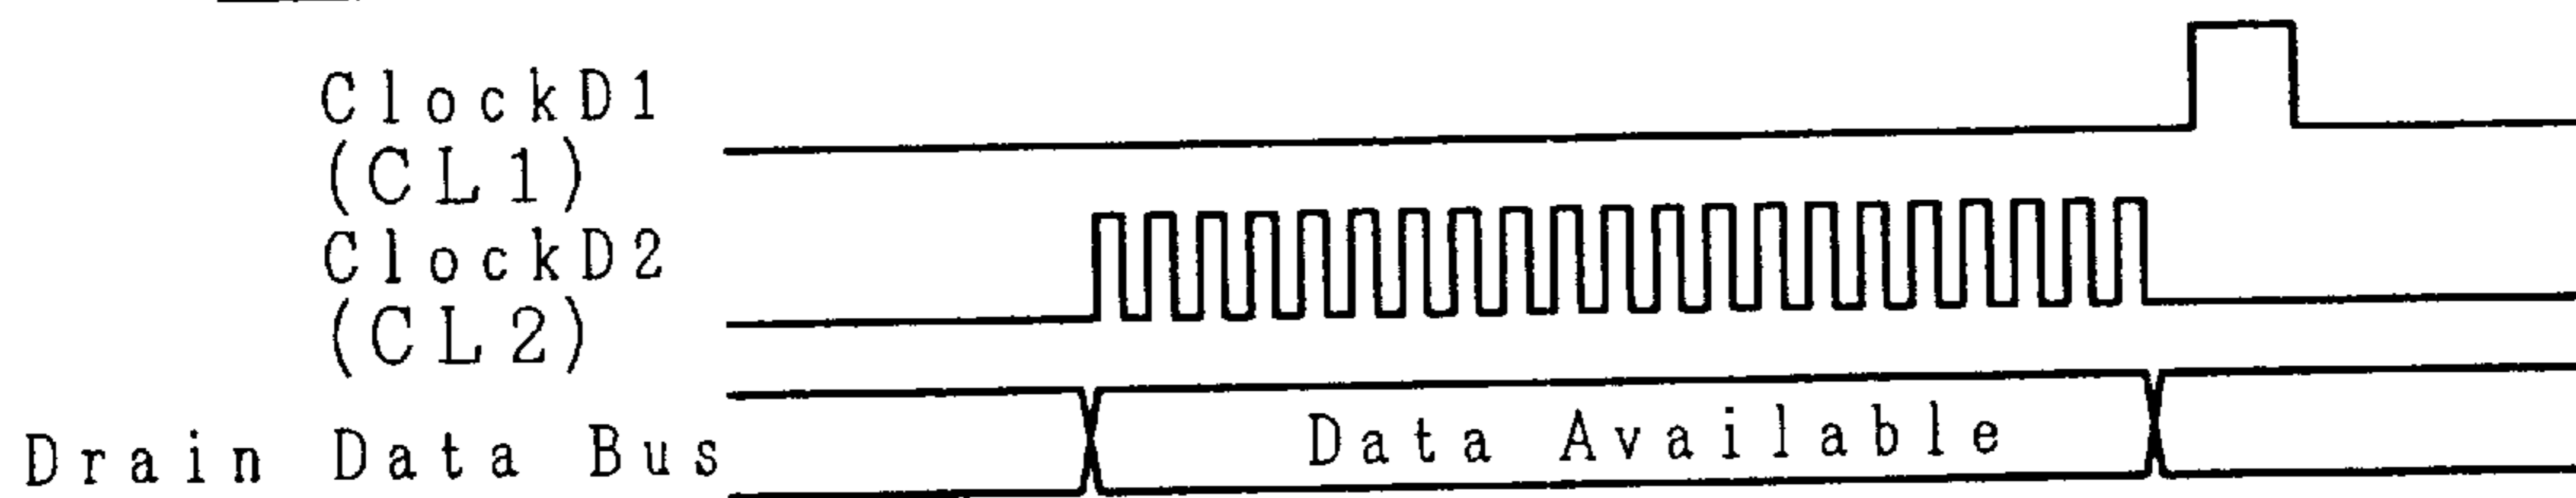 ClockD1
(CL1)
ClockD2
(CL2)
Drain Data Bus
Data Available